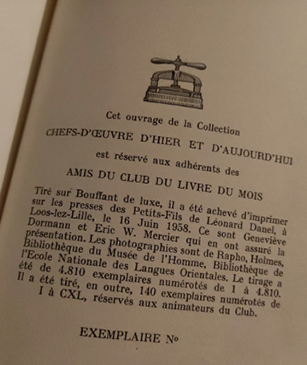 Cet ouvrage de la Collection
CHEFS-D'ŒUVRE D'HIER ET D'AUJOURD'HUI
est réservé aux adhérents des
AMIS DU CLUB DU LIVRE DU MOIS
Tiré sur Bouffant de luxe, il a été achevé d'imprimer
sur les presses des Petits-Fils de Léonard Danel, à
Loos-lez-Lille, le 16 Juin 1958. Ce sont Geneviève
Dormann et Eric W. Mercier qui en ont assuré la
présentation. Les photographies sont de Rapho, Holmes,
Bibliothèque du Musée de l'Homme, Bibliothèque de
l'Ecole Nationale des Langues Orientales. Le tirage a
été de 4.810 exemplaires numérotés de 1 à 4.810.
Il a été tiré, en outre, 140 exemplaires numérotés de
I à CXL, réservés aux animateurs du Club.
EXEMPLAIRE Nº